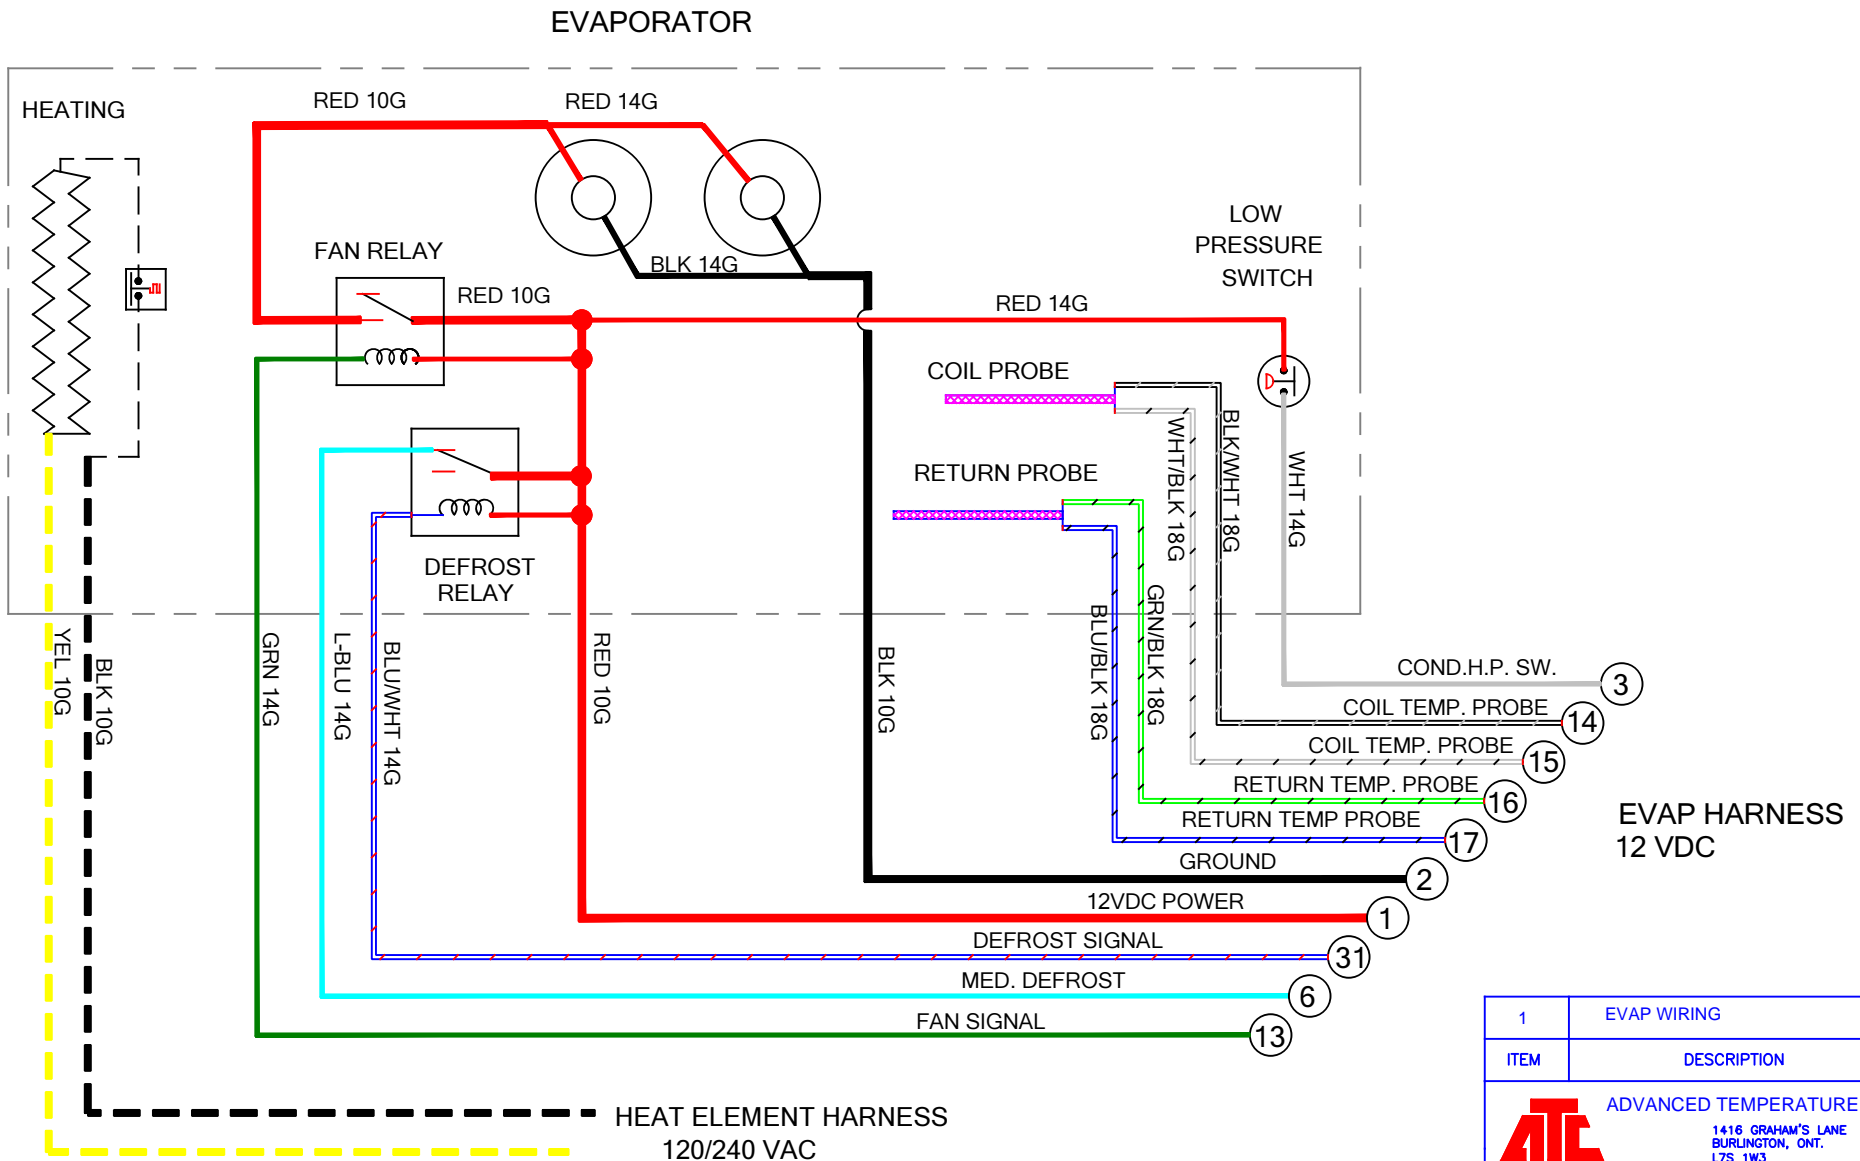 EVAPORATOR
HEATING
RED 10G
RED 14G
LOW
PRESSURE
SWITCH
FAN RELAY
BLK 14G
RED 10G
RED 14G
COIL PROBE
RETURN PROBE
BLK/WHT 18G
WHT/BLK 18G
WHT 14G
DEFROST
RELAY
GRN/BLK 18G
BLU/BLK 18G
YEL 10G
BLK 10G
GRN 14G
L-BLU 14G
BLU/WHT 14G
RED 10G
BLK 10G
COND.H.P. SW.
3
COIL TEMP. PROBE
14
COIL TEMP. PROBE
15
RETURN TEMP. PROBE
16
RETURN TEMP PROBE
17
EVAP HARNESS
12 VDC
GROUND
2
12VDC POWER
1
DEFROST SIGNAL
31
MED. DEFROST
6
FAN SIGNAL
13
HEAT ELEMENT HARNESS
120/240 VAC
1 EVAP WIRING
ITEM DESCRIPTION
ATC
ADVANCED TEMPERATURE
1416 GRAHAM'S LANE
BURLINGTON, ONT.
L7S 1W3